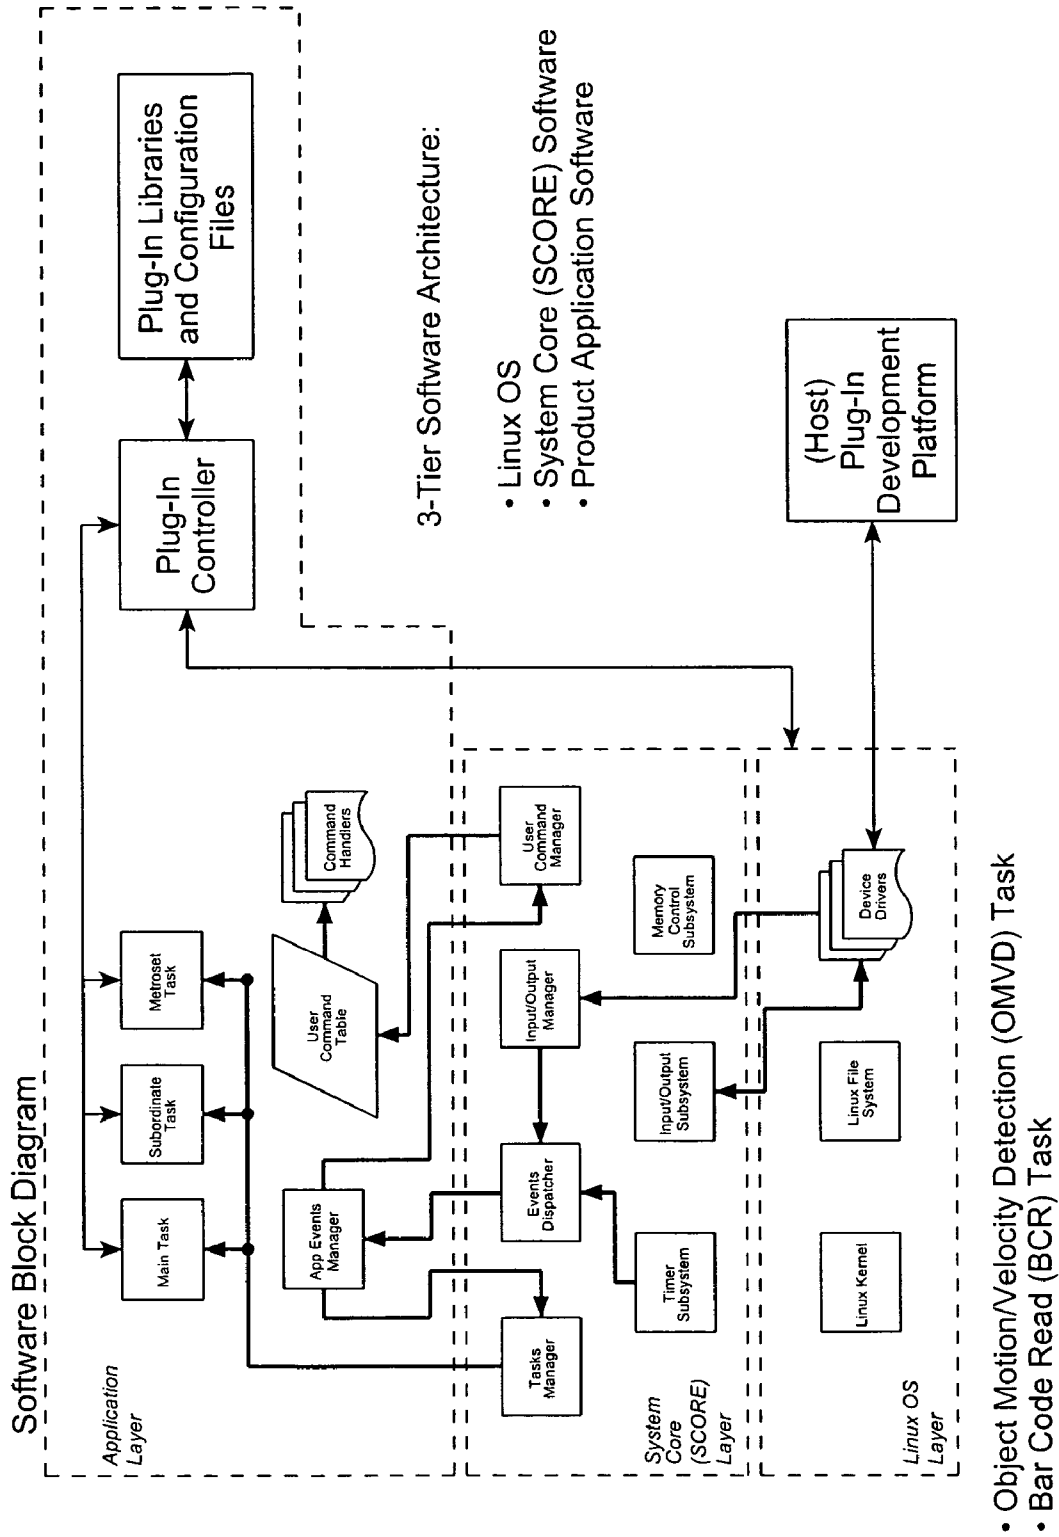 Software Block Diagram
Application
Layer
Main Task
Subordinate
Task
Metroset
Task
Plug-In
Controller
Plug-In Libraries
and Configuration
Files
App Events
Manager
User
Command
Table
Command
Handlers
3-Tier Software Architecture:
• Linux OS
• System Core (SCORE) Software
• Product Application Software
System
Core
(SCORE)
Layer
Tasks
Manager
Events
Dispatcher
Input/Output
Manager
User
Command
Manager
Timer
Subsystem
Input/Output
Subsystem
Memory
Control
Subsystem
Linux OS
Layer
Linux Kernel
Linux File
System
Device
Drivers
(Host)
Plug-In
Development
Platform
• Object Motion/Velocity Detection (OMVD) Task
• Bar Code Read (BCR) Task